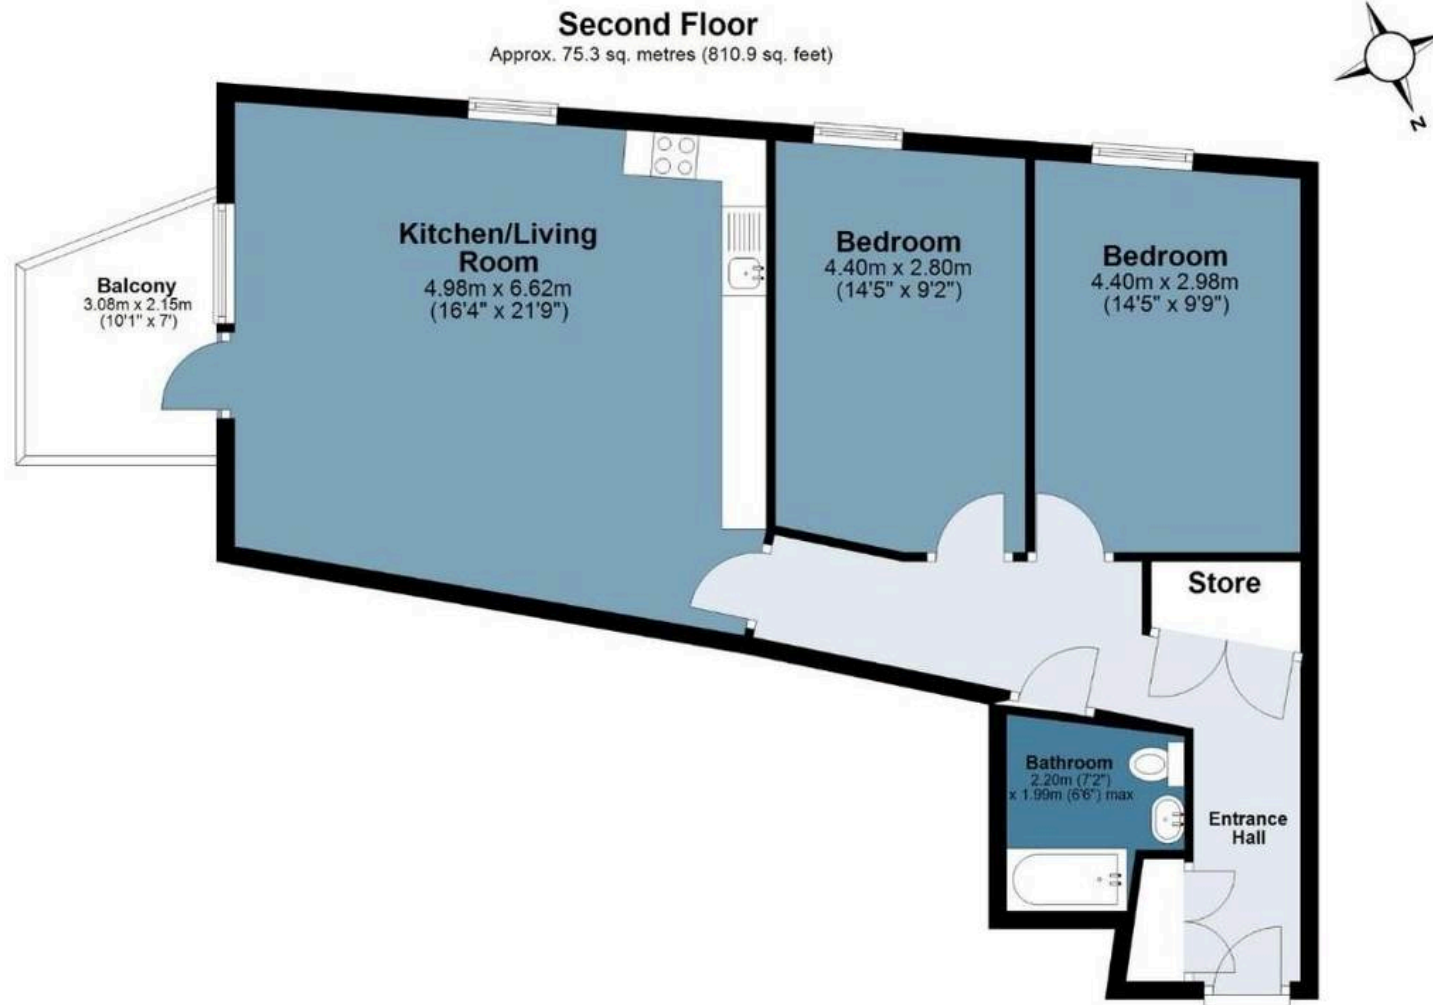 Second Floor
Approx. 75.3 sq. metres (810.9 sq. feet)
N
Kitchen/Living
Room
4.98m x 6.62m
(16'4" x 21'9")
Bedroom
4.40m x 2.80m
(14'5" x 9'2")
Bedroom
4.40m x 2.98m
(14'5" x 9'9")
Balcony
3.08m x 2.15m
(10'1" x 7')
Store
Bathroom
2.20m (7'2")
x 1.99m (6'6") max
Entrance
Hall